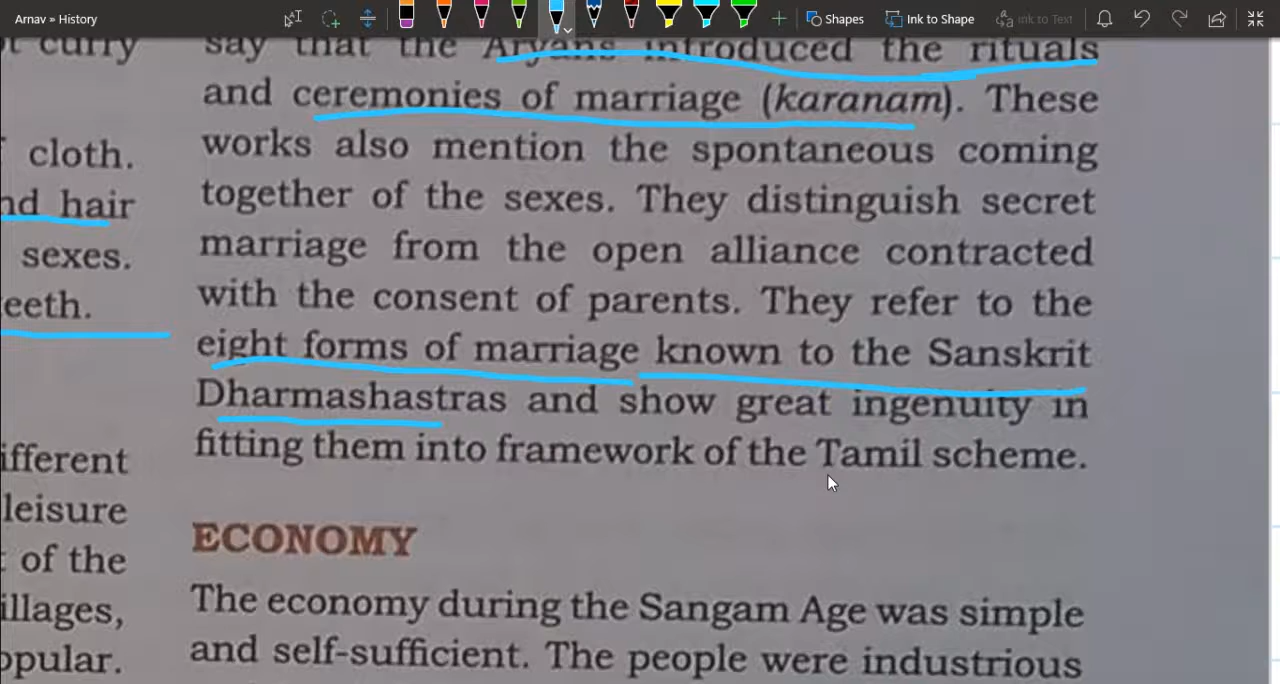 Arnav » History
Shapes
Ink to Shape
Ink to Text
curry
cloth.
hair
sexes.
ifferent
leisure
of the
illages,
say that the Aryans introduced the rituals
and ceremonies of marriage (karanam). These
works also mention the spontaneous coming
together of the sexes. They distinguish secret
marriage from the open alliance contracted
with the consent of parents. They refer to the
eight forms of marriage known to the Sanskrit
Dharmashastras and show great ingenuity in
fitting them into framework of the Tamil scheme.
ECONOMY
The economy during the Sangam Age was simple
and self-sufficient. The people were industrious